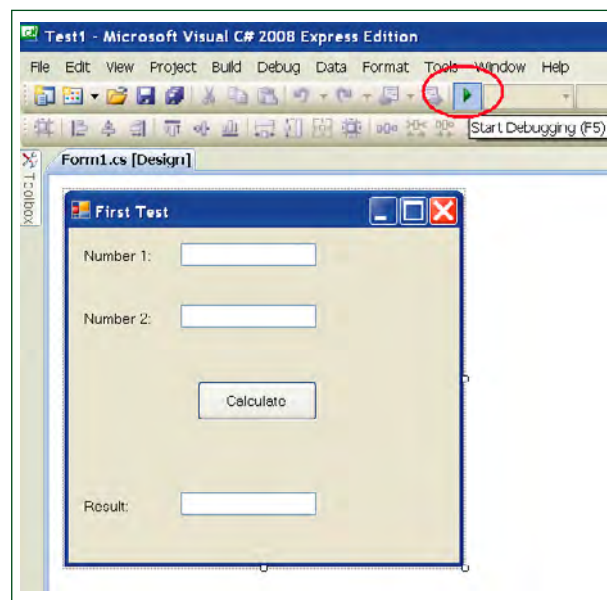 Test1 - Microsoft Visual C# 2008 Express Edition
File Edit View Project Build Debug Data Format Tools Window Help
Start Debugging (F5)
Form1.cs [Design]
Toolbox
First Test
Number 1:
Number 2:
Calculate
Result: